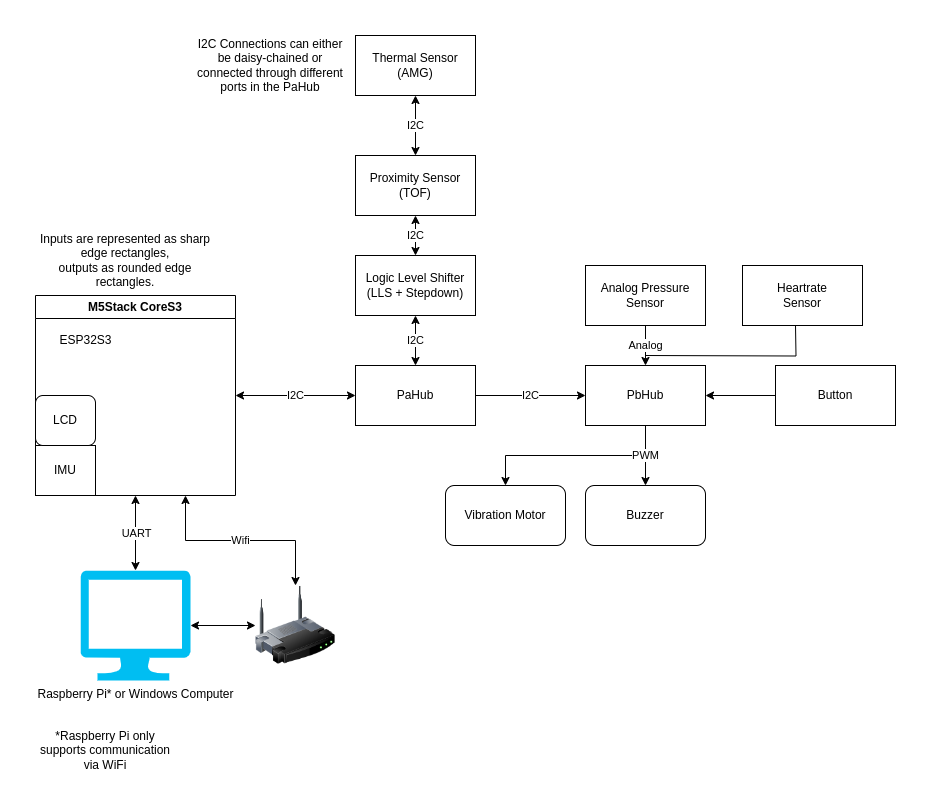 I2C Connections can either
be daisy-chained or
connected through different
ports in the PaHub
Thermal Sensor
(AMG)
I2C
Proximity Sensor
(TOF)
I2C
Logic Level Shifter
(LLS + Stepdown)
I2C
Inputs are represented as sharp
edge rectangles,
outputs as rounded edge
rectangles.
M5Stack CoreS3
ESP32S3
LCD
IMU
I2C
PaHub
I2C
Analog Pressure
Sensor
Heartrate
Sensor
Analog
PbHub
Button
PWM
Vibration Motor
Buzzer
UART
Wifi
Raspberry Pi* or Windows Computer
*Raspberry Pi only
supports communication
via WiFi